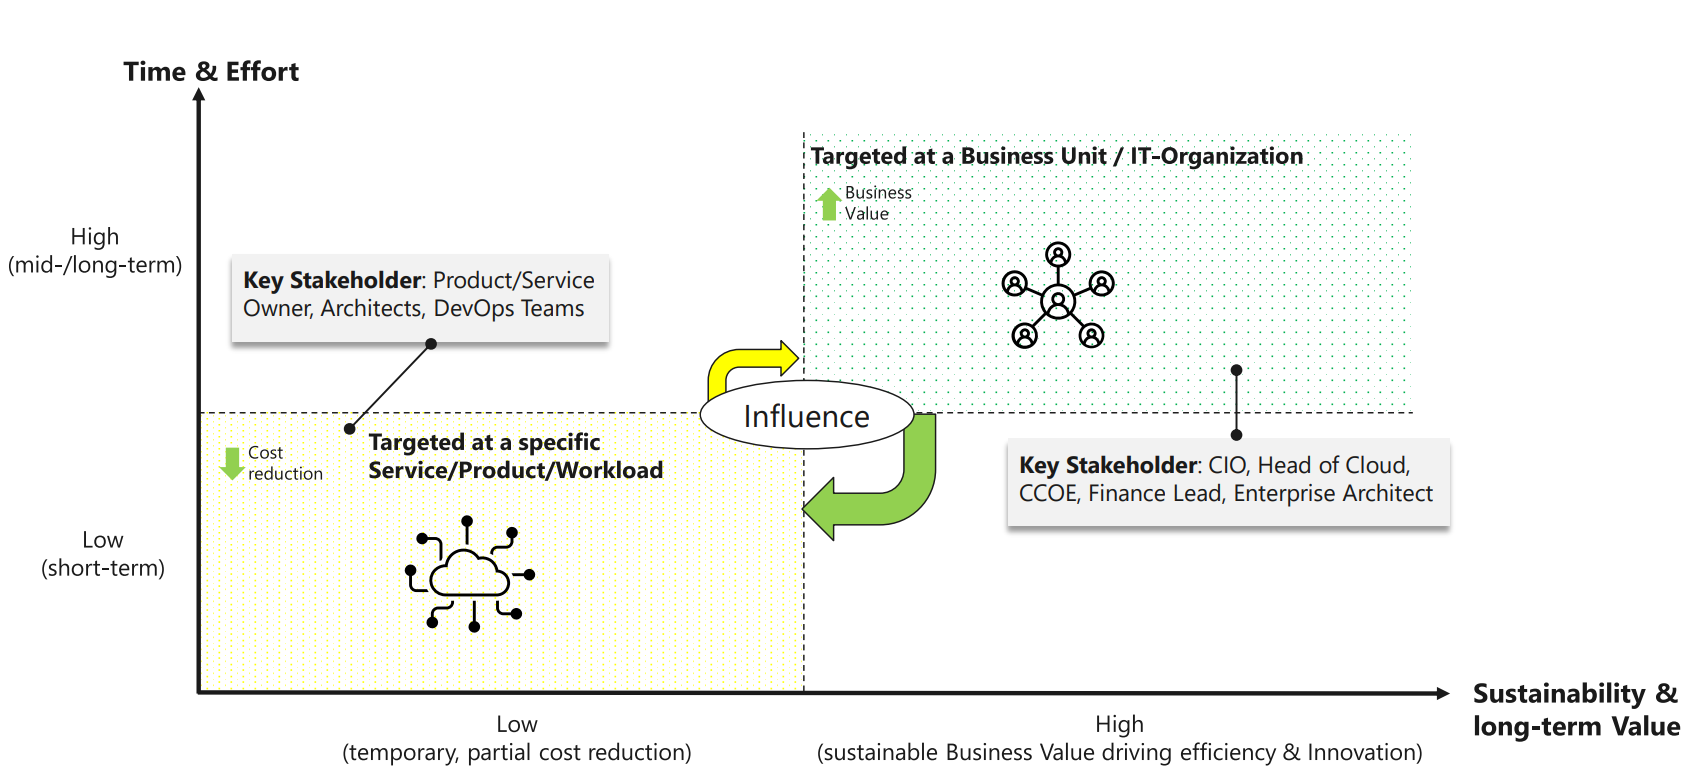 Time & Effort
Targeted at a Business Unit / IT-Organization
Business
Value
High
(mid-/long-term)
Key Stakeholder: Product/Service
Owner, Architects, DevOps Teams
Influence
Targeted at a specific
Service/Product/Workload
Cost
reduction
Key Stakeholder: CIO, Head of Cloud,
CCOE, Finance Lead, Enterprise Architect
Low
(short-term)
Sustainability &
long-term Value
Low
(temporary, partial cost reduction)
High
(sustainable Business Value driving efficiency & Innovation)